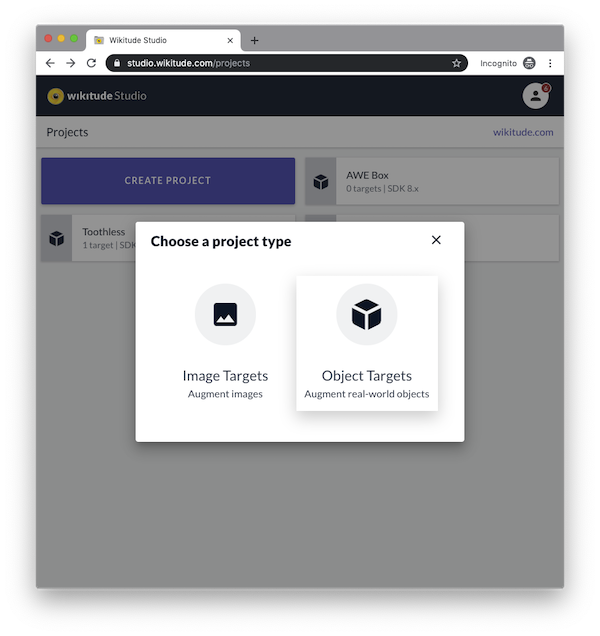 Wikitude Studio
studio.wikitude.com/projects
Incognito
wikitude Studio
Projects
wikitude.com
CREATE PROJECT
AWE Box
0 targets | SDK 8.x
Toothless
1 target | SDK
Choose a project type
Image Targets
Augment images
Object Targets
Augment real-world objects